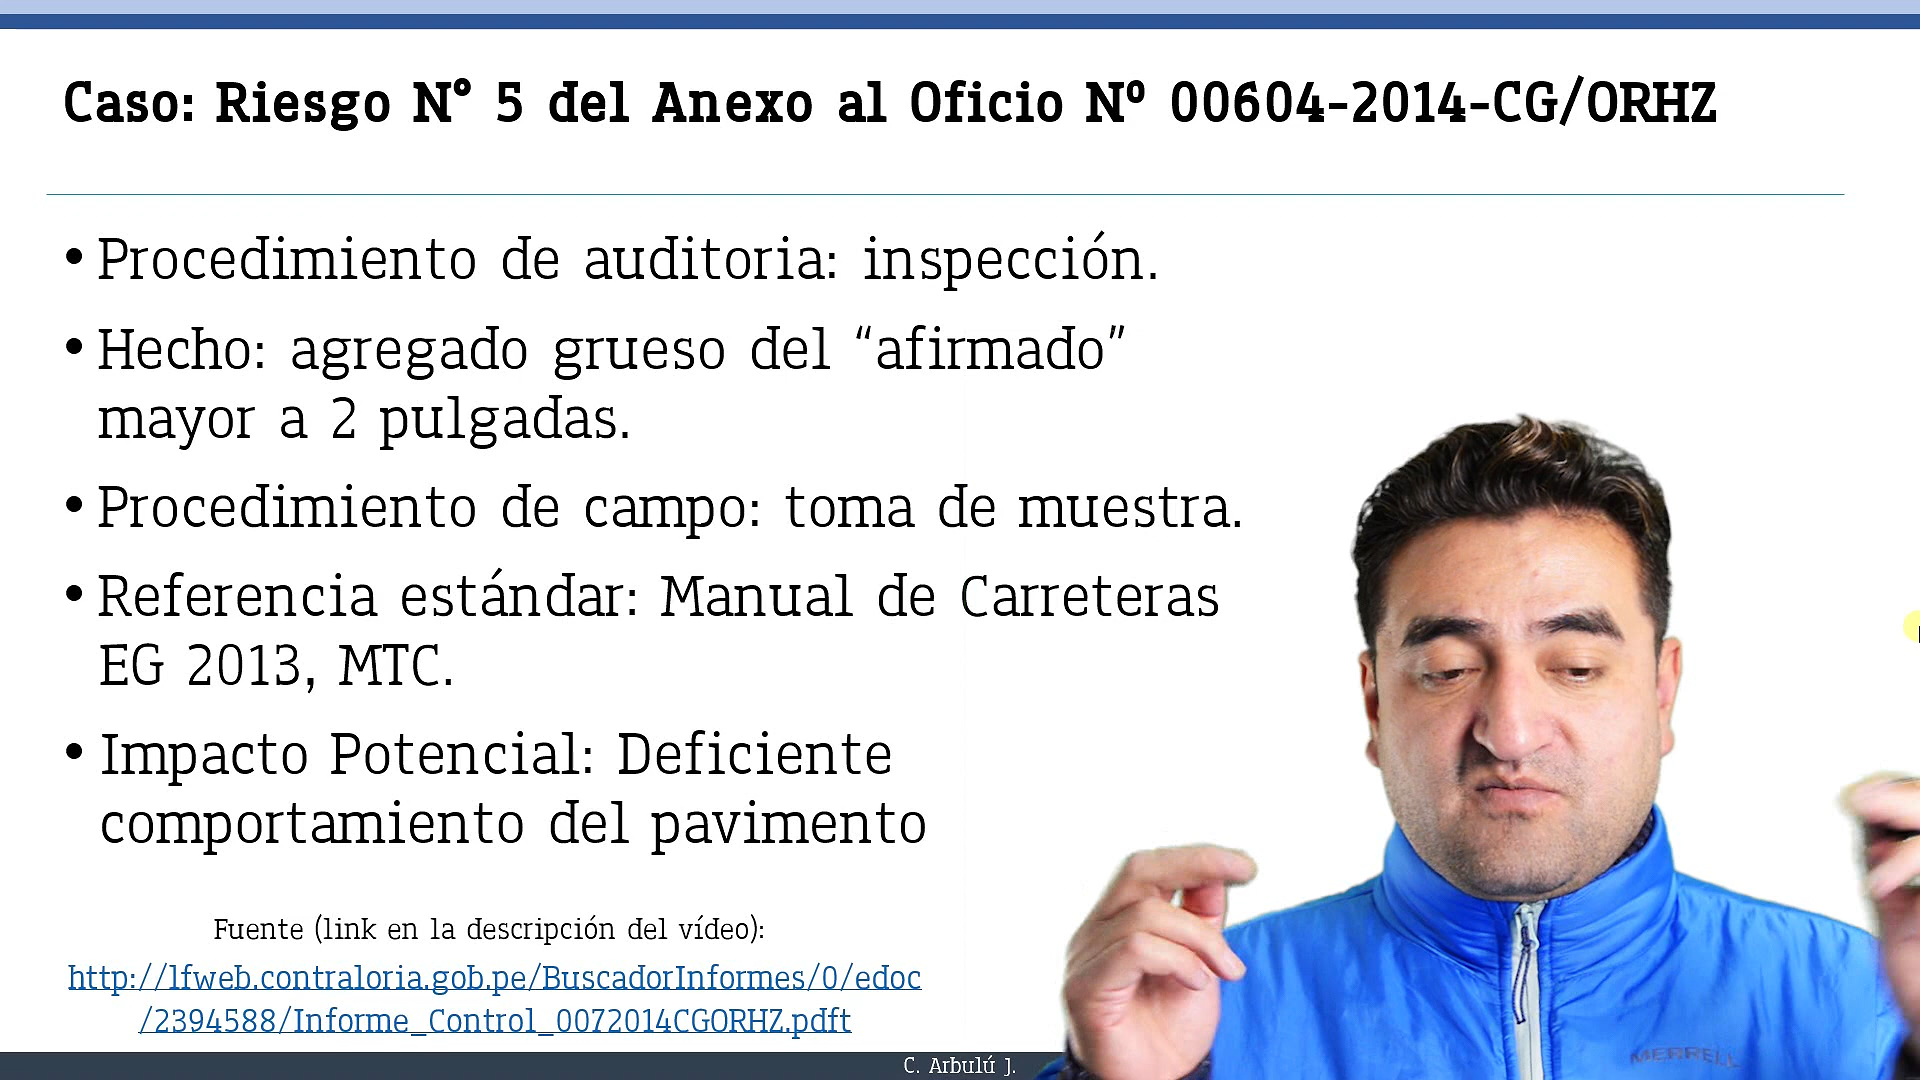 Caso: Riesgo N° 5 del Anexo al Oficio Nº 00604-2014-CG/ORHZ
• Procedimiento de auditoria: inspección.
• Hecho: agregado grueso del “afirmado”
mayor a 2 pulgadas.
• Procedimiento de campo: toma de muestra.
• Referencia estándar: Manual de Carreteras
EG 2013, MTC.
• Impacto Potencial: Deficiente
comportamiento del pavimento
Fuente (link en la descripción del vídeo):
http://lfweb.contraloria.gob.pe/BuscadorInformes/0/edoc
/2394588/Informe_Control_0072014CGORHZ.pdft
C. Arbulú J.
MERRELL